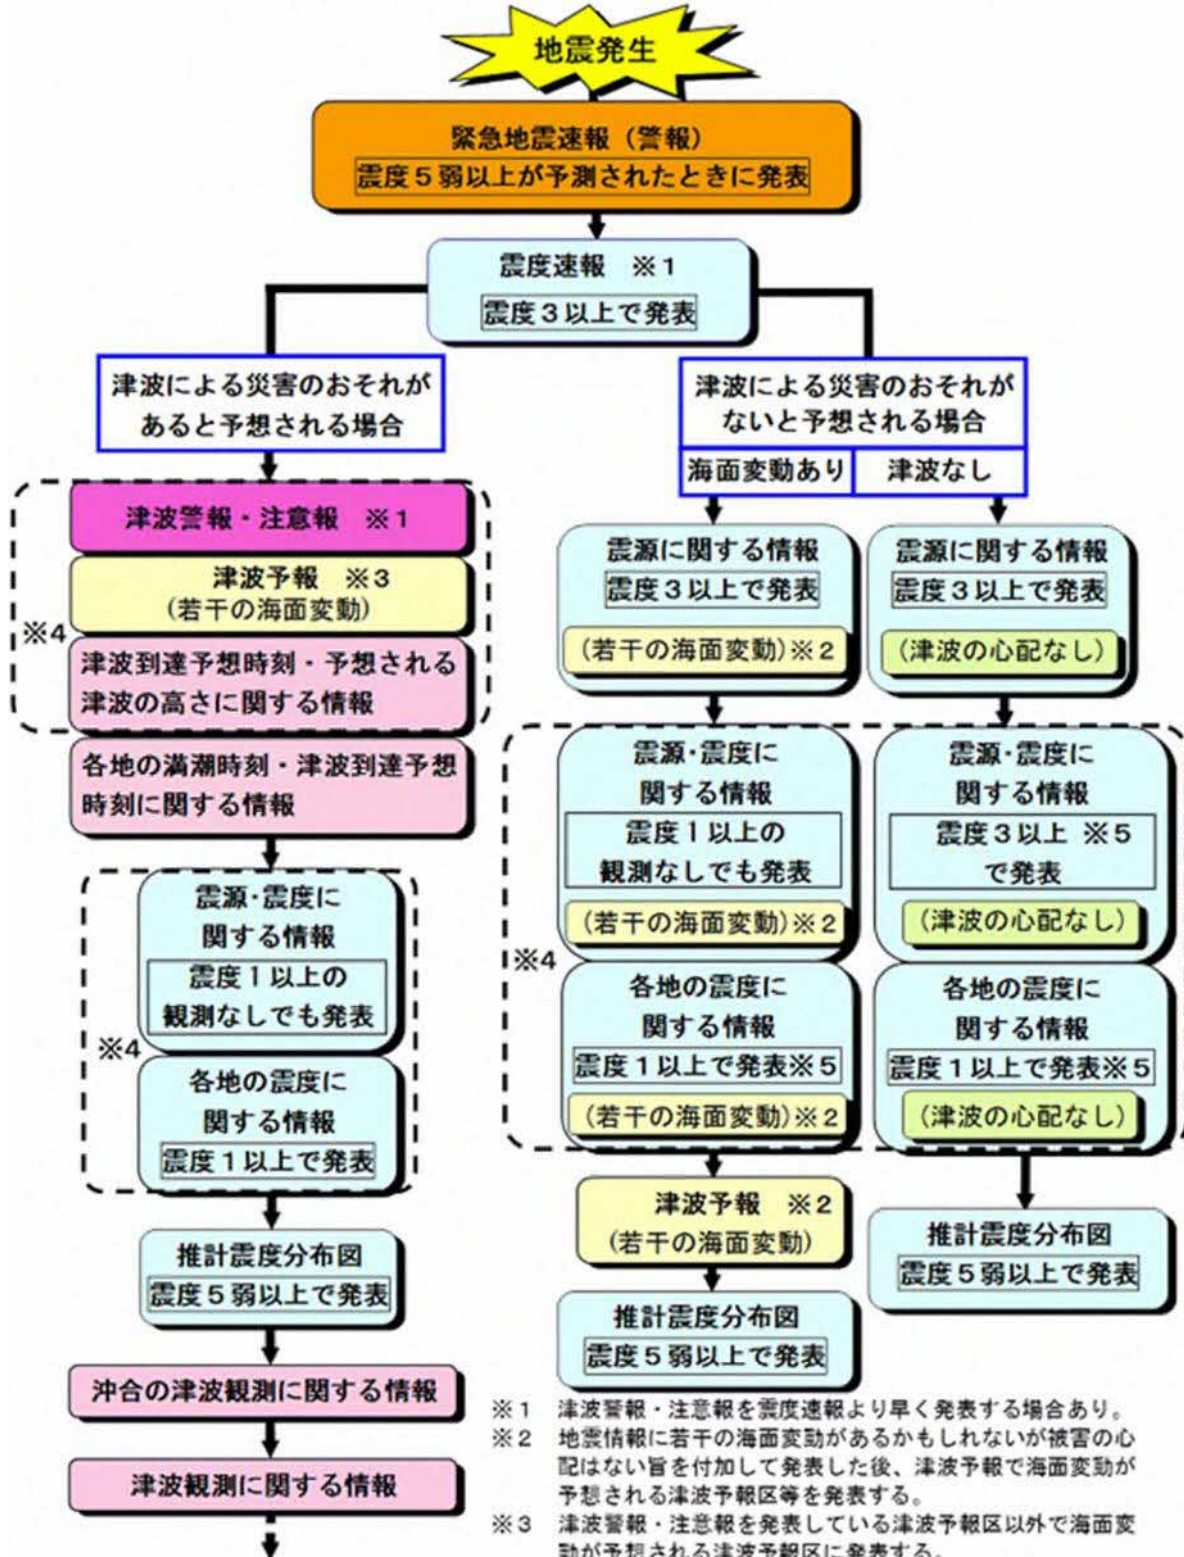 地震発生
緊急地震速報（警報）
震度５弱以上が予測されたときに発表
震度速報　※１
震度３以上で発表
津波による災害のおそれが
あると予想される場合
津波警報・注意報　※１
津波予報　※３
(若干の海面変動)
※4
津波到達予想時刻・予想される
津波の高さに関する情報
各地の満潮時刻・津波到達予想
時刻に関する情報
震源･震度に
関する情報
震度１以上の
観測なしでも発表
※4
各地の震度に
関する情報
震度１以上で発表
推計震度分布図
震度５弱以上で発表
沖合の津波観測に関する情報
津波観測に関する情報
津波による災害のおそれが
ないと予想される場合
海面変動あり
津波なし
震源に関する情報
震度３以上で発表
(若干の海面変動)※２
震源･震度に
関する情報
震度１以上の
観測なしでも発表
(若干の海面変動)※２
※4
各地の震度に
関する情報
震度１以上で発表※５
(若干の海面変動)※２
津波予報　※２
(若干の海面変動)
推計震度分布図
震度５弱以上で発表
震源に関する情報
震度３以上で発表
(津波の心配なし)
震源･震度に
関する情報
震度３以上 ※５
で発表
(津波の心配なし)
各地の震度に
関する情報
震度１以上で発表※５
(津波の心配なし)
推計震度分布図
震度５弱以上で発表
※１　津波警報・注意報を震度速報より早く発表する場合あり。
※２　地震情報に若干の海面変動があるかもしれないが被害の心
配はない旨を付加して発表した後、津波予報で海面変動が
予想される津波予報区等を発表する。
※３　津波警報・注意報を発表している津波予報区以外で海面変
動が予想される津波予報区に発表する。